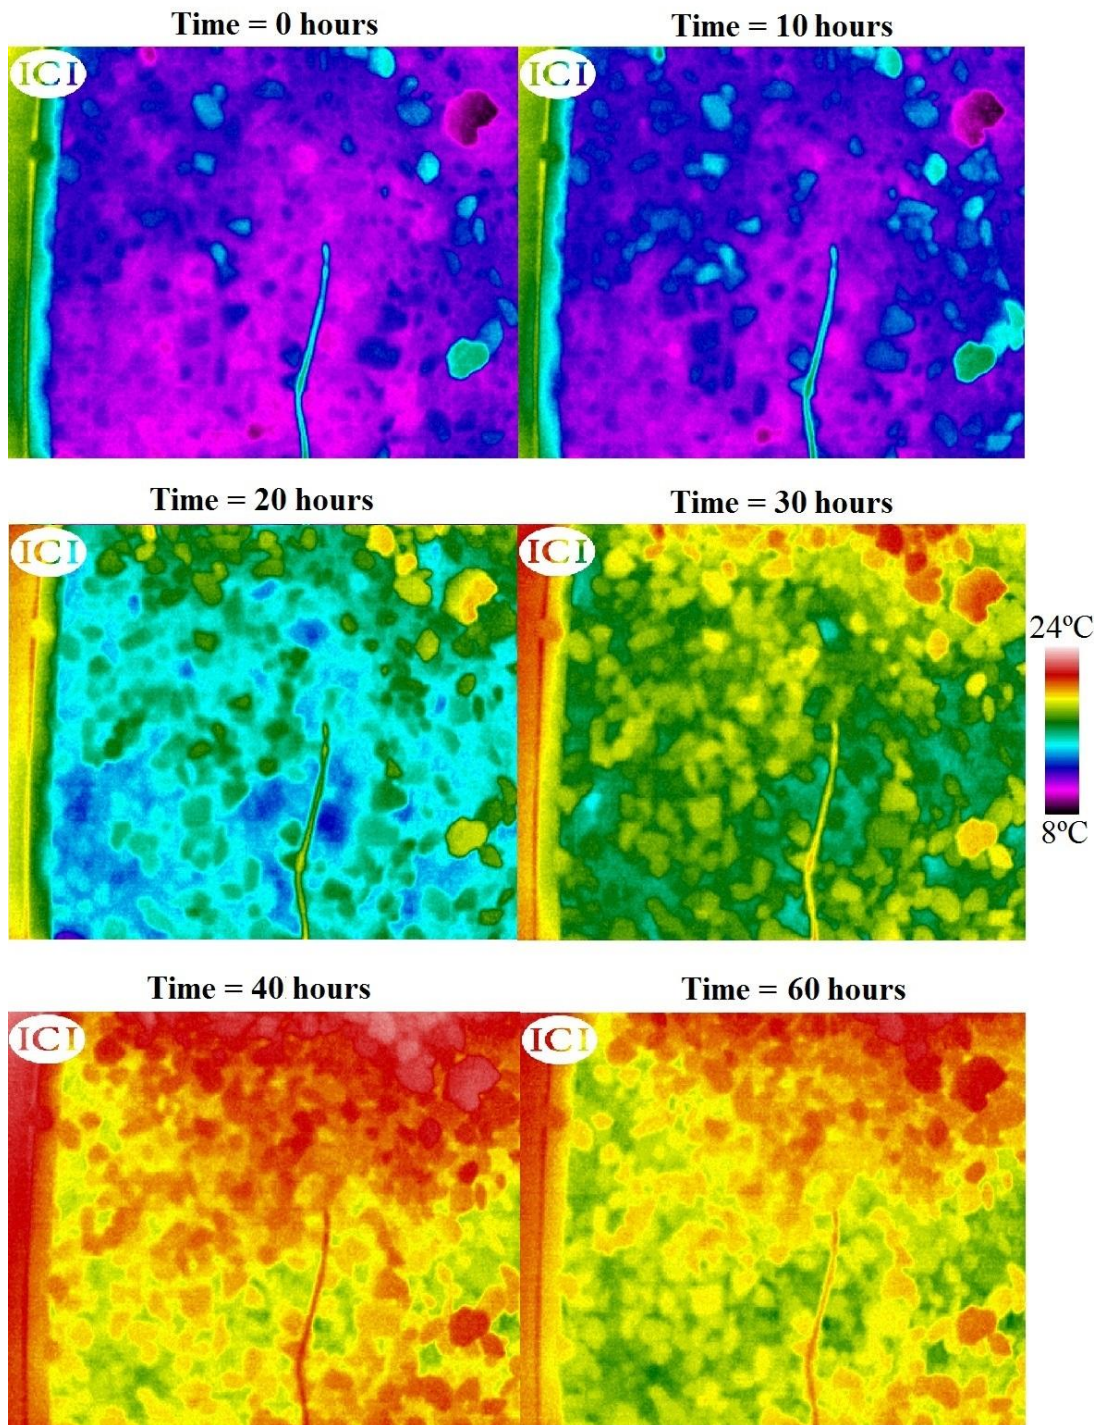 Time = 0 hours
Time = 10 hours
ICI
ICI
Time = 20 hours
Time = 30 hours
ICI
ICI
24ºC
8ºC
Time = 40 hours
Time = 60 hours
ICI
ICI